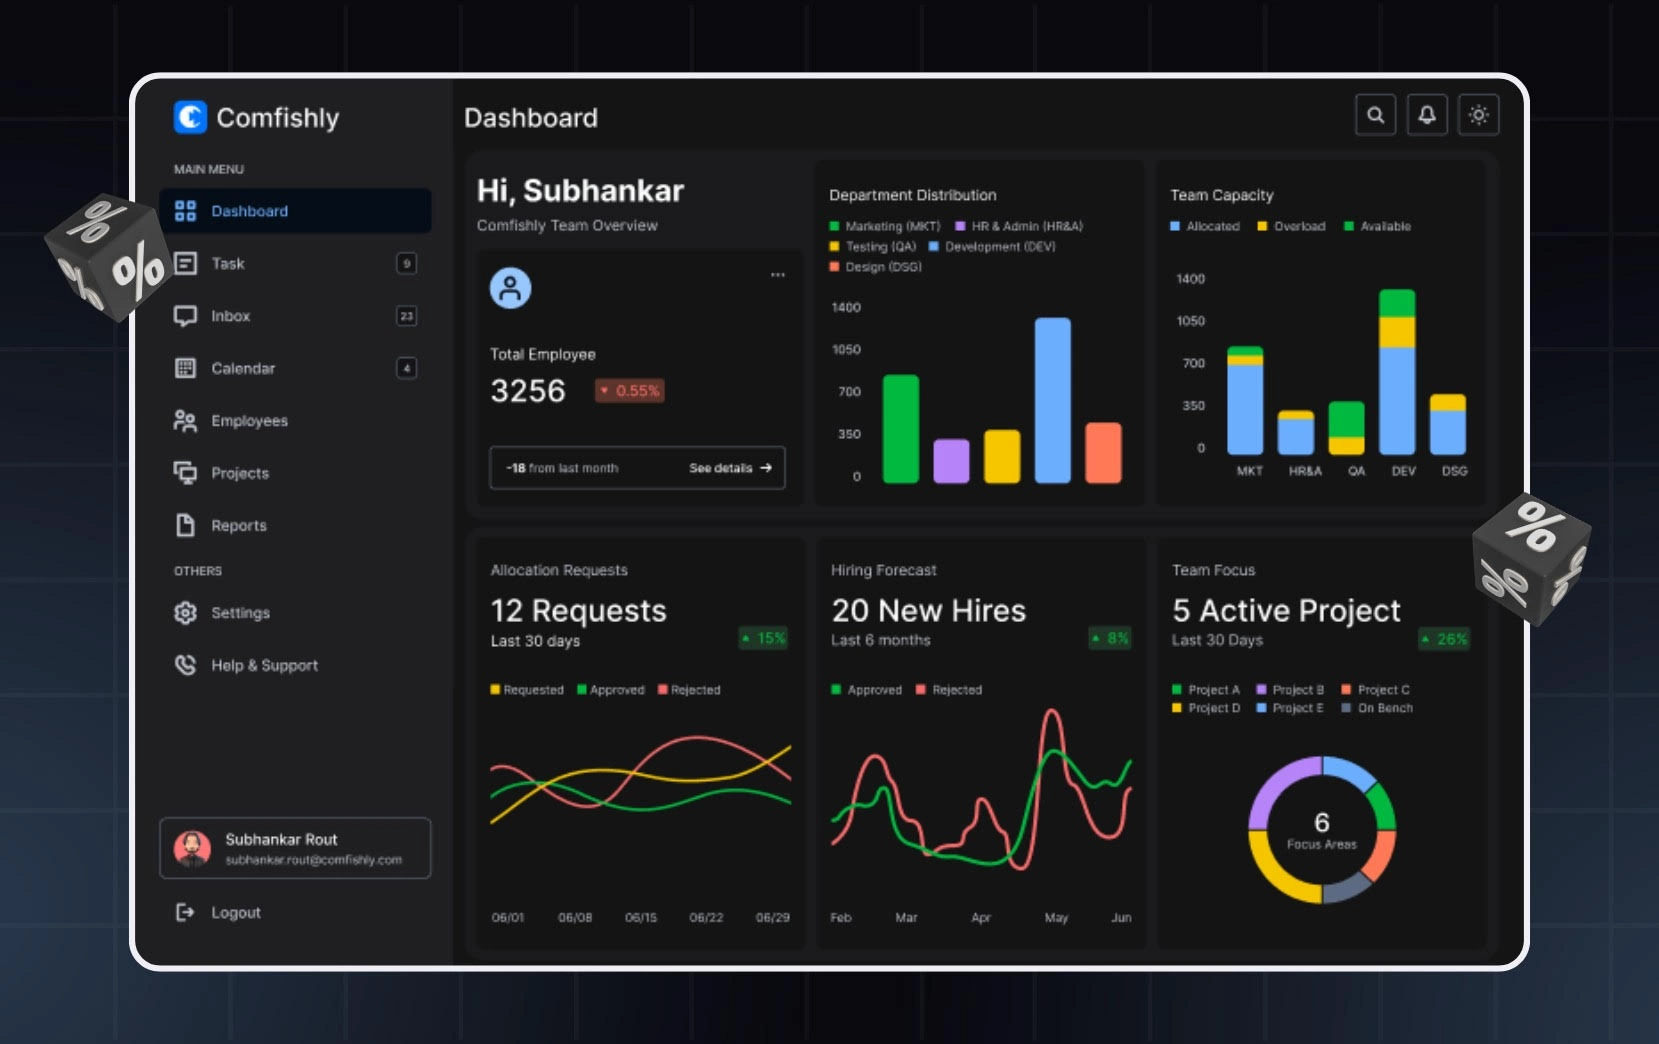 Comfishly
MAIN MENU
Dashboard
Task 9
Inbox 23
Calendar 4
Employees
Projects
Reports
OTHERS
Settings
Help & Support
Subhankar Rout
subhankar.rout@comfishly.com
Logout
Dashboard
Hi, Subhankar
Comfishly Team Overview
Total Employee
3256 ▼ 0.55%
-18 from last month See details →
Department Distribution
Marketing (MKT) HR & Admin (HR&A)
Testing (QA) Development (DEV)
Design (DSG)
1400
1050
700
350
0
Team Capacity
Allocated Overload Available
1400
1050
700
350
0
MKT HR&A QA DEV DSG
Allocation Requests
12 Requests
Last 30 days ▲ 15%
Requested Approved Rejected
06/01 06/08 06/15 06/22 06/29
Hiring Forecast
20 New Hires
Last 6 months ▲ 8%
Approved Rejected
Feb Mar Apr May Jun
Team Focus
5 Active Project
Last 30 Days ▲ 26%
Project A Project B Project C
Project D Project E On Bench
6
Focus Areas
%
%
%
%
%
%